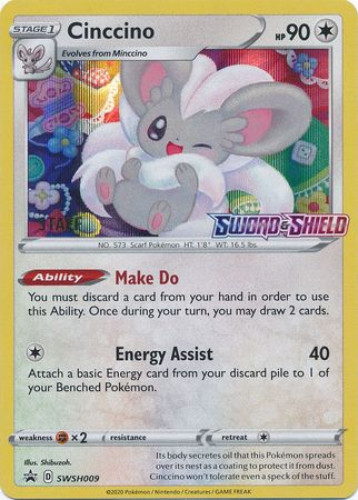 STAGE 1
Cinccino
HP 90
Evolves from Minccino
STAFF
SWORD & SHIELD
NO. 573 Scarf Pokémon HT. 1'8" WT. 16.5 lbs.
Ability Make Do
You must discard a card from your hand in order to use
this Ability. Once during your turn, you may draw 2 cards.
Energy Assist 40
Attach a basic Energy card from your discard pile to 1 of
your Benched Pokémon.
weakness ×2 resistance retreat
Illus. Shibuzoh.
D SWSH009
Its body secretes oil that this Pokémon spreads
over its nest as a coating to protect it from dust.
Cinccino won't tolerate even a speck of the stuff.
©2020 Pokémon / Nintendo / Creatures / GAME FREAK